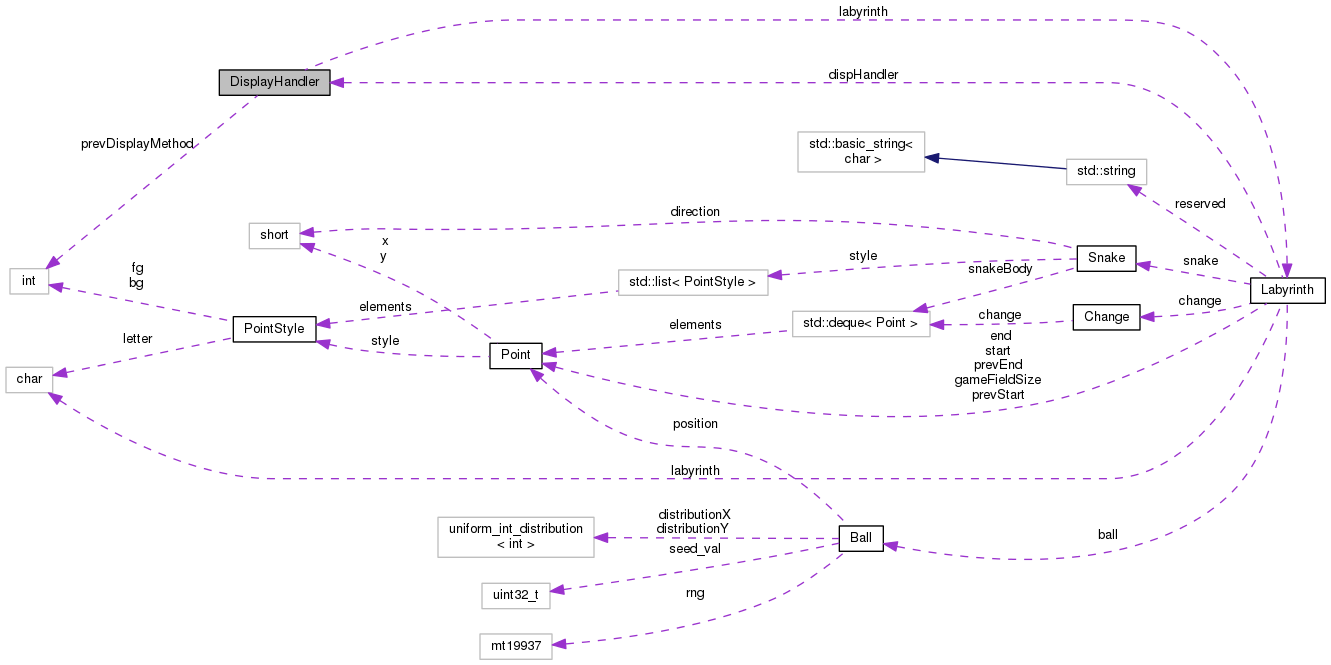 labyrinth
DisplayHandler
dispHandler
prevDisplayMethod
std::basic_string<
char >
std::string
reserved
direction
short
x
y
Snake
style
snakeBody
snake
int
fg
bg
std::list< PointStyle >
Labyrinth
elements
change
PointStyle
std::deque< Point >
change
Change
letter
style
elements
Point
end
start
prevEnd
gameFieldSize
prevStart
char
position
labyrinth
distributionX
distributionY
uniform_int_distribution
< int >
Ball
ball
seed_val
uint32_t
rng
mt19937